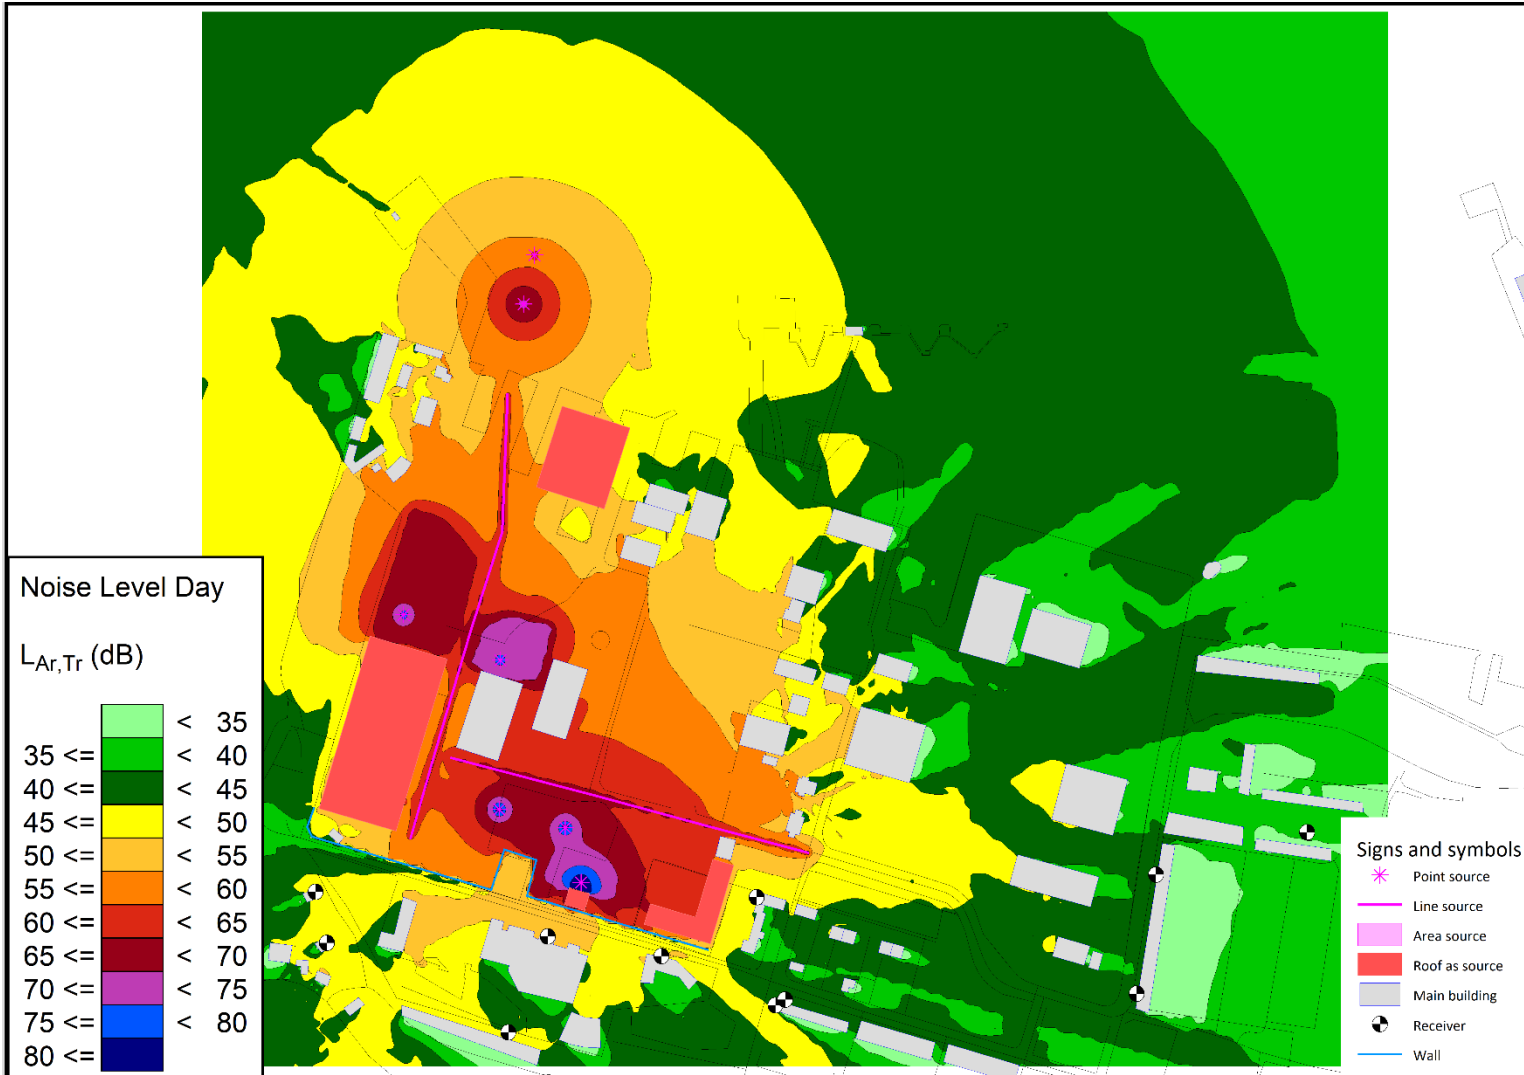 Noise Level Day
LAr,Tr (dB)
< 35
35 <= < 40
40 <= < 45
45 <= < 50
50 <= < 55
55 <= < 60
60 <= < 65
65 <= < 70
70 <= < 75
75 <= < 80
80 <=
Signs and symbols
Point source
Line source
Area source
Roof as source
Main building
Receiver
Wall